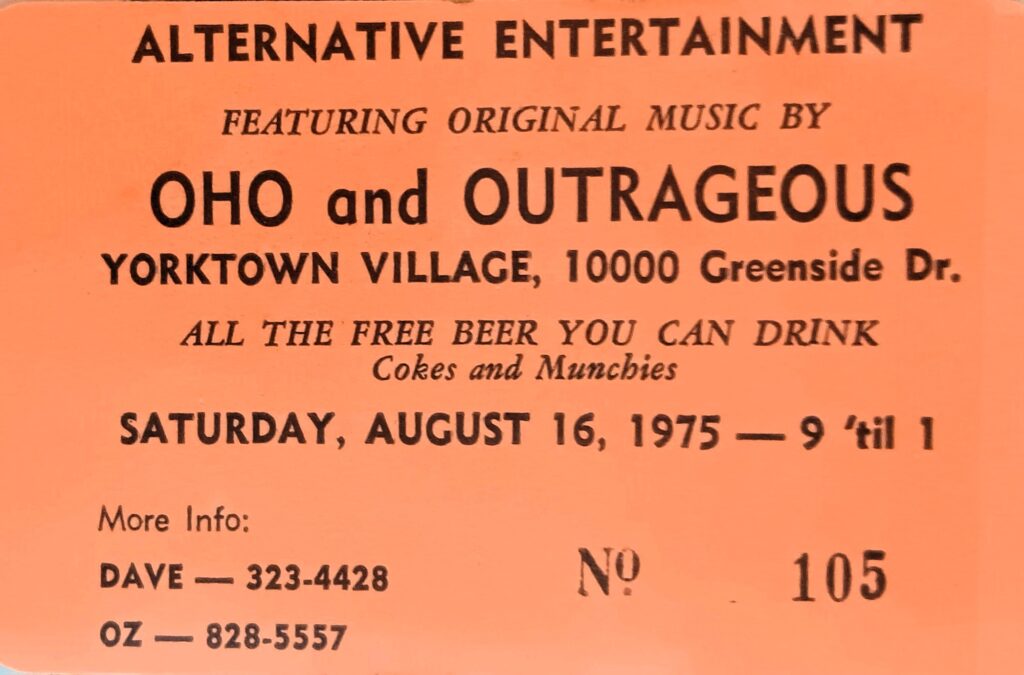 ALTERNATIVE ENTERTAINMENT
FEATURING ORIGINAL MUSIC BY
OHO and OUTRAGEOUS
YORKTOWN VILLAGE, 10000 Greenside Dr.
ALL THE FREE BEER YOU CAN DRINK
Cokes and Munchies
SATURDAY, AUGUST 16, 1975 — 9 'til 1
More Info:
DAVE — 323-4428
Nº 105
OZ — 828-5557